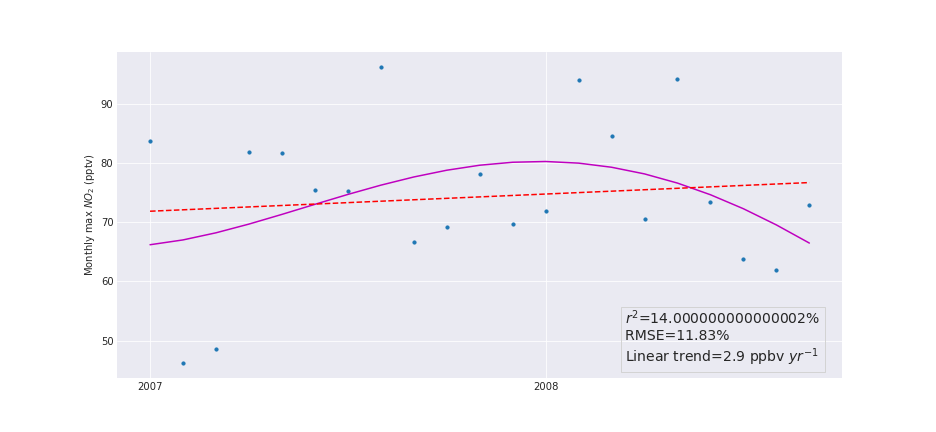 90
80
70
60
50
Monthly max NO₂ (pptv)
r²=14.000000000000002%
RMSE=11.83%
Linear trend=2.9 ppbv yr⁻¹
2007 2008